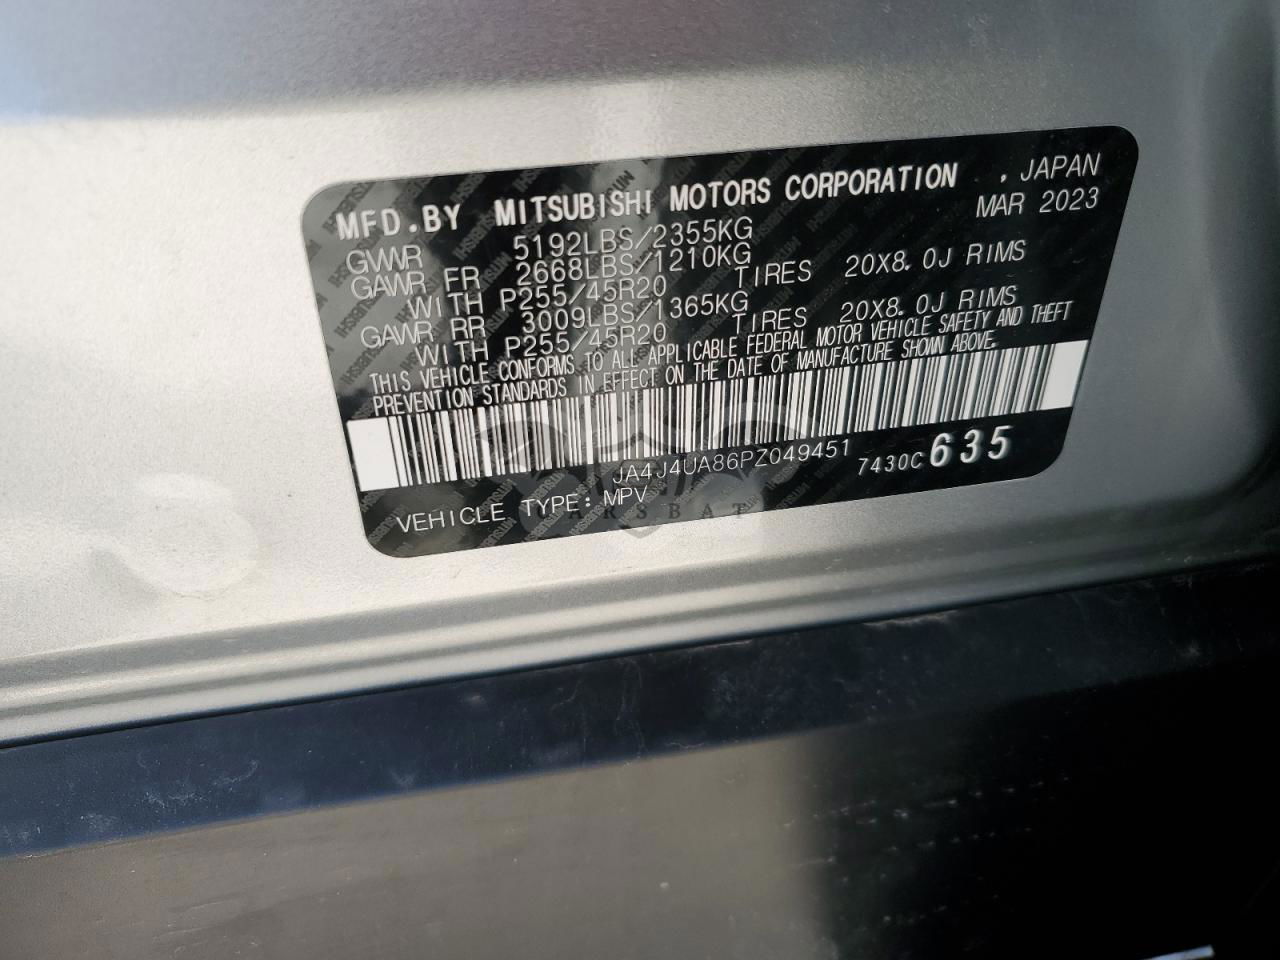 MFD. BY MITSUBISHI MOTORS CORPORATION , JAPAN
GVWR 5192LBS/2355KG MAR 2023
GAWR FR 2668LBS/1210KG
WITH P255/45R20 TIRES 20X8.0J RIMS
GAWR RR 3009LBS/1365KG
WITH P255/45R20 TIRES 20X8.0J RIMS
THIS VEHICLE CONFORMS TO ALL APPLICABLE FEDERAL MOTOR VEHICLE SAFETY AND THEFT
PREVENTION STANDARDS IN EFFECT ON THE DATE OF MANUFACTURE SHOWN ABOVE.
JA4J4UA86PZ049451 7430C 635
VEHICLE TYPE: MPV
CARSBAT